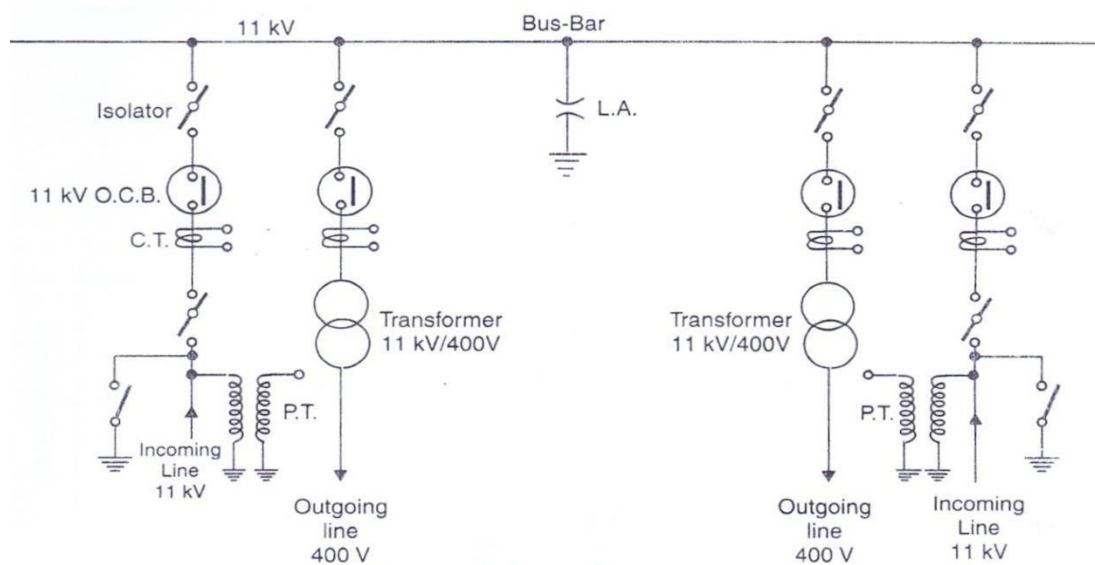 11 kV
Bus-Bar
Isolator
L.A.
11 kV O.C.B.
C.T.
Transformer
11 kV/400V
Transformer
11 kV/400V
P.T.
P.T.
Incoming
Line
11 kV
Outgoing
line
400 V
Outgoing
line
400 V
Incoming
Line
11 kV